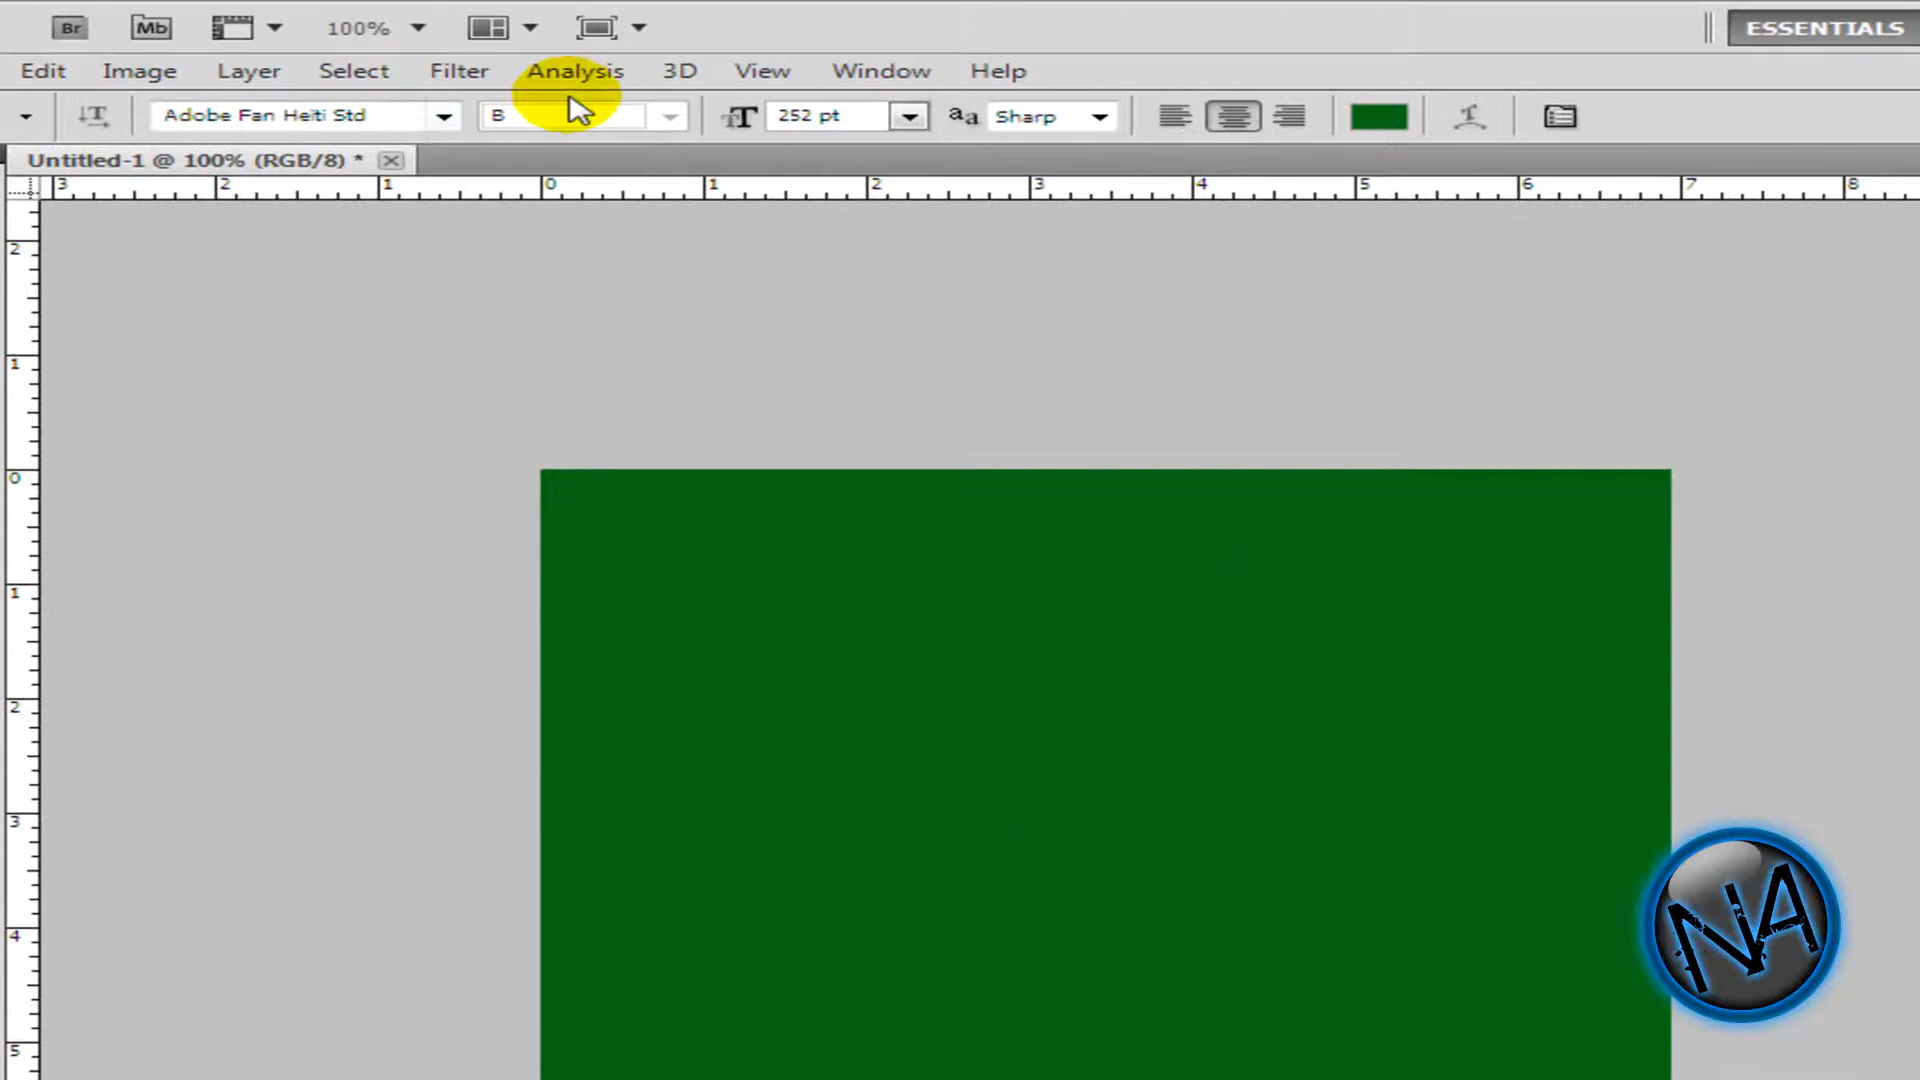 Br Mb 100% ESSENTIALS
Edit Image Layer Select Filter Analysis 3D View Window Help
T Adobe Fan Heiti Std B TT 252 pt aa Sharp T
Untitled-1 @ 100% (RGB/8) *
3 2 1 0 1 2 3 4 5 6 7 8
2
1
0
1
2
3
4
5
NA